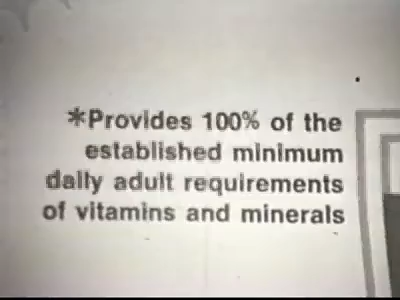 *Provides 100% of the
established minimum
daily adult requirements
of vitamins and minerals